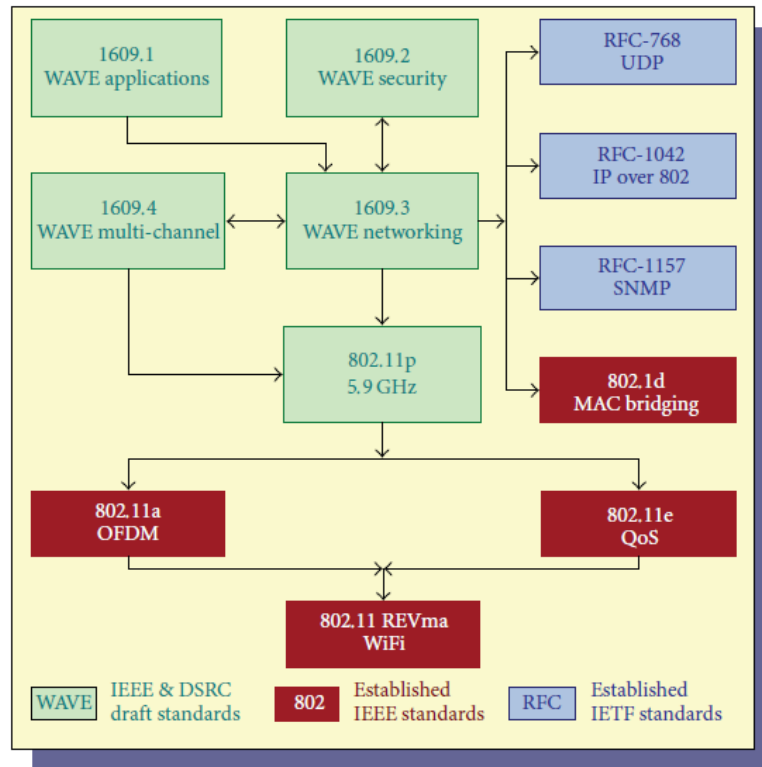 1609.1
WAVE applications
1609.2
WAVE security
RFC-768
UDP
RFC-1042
IP over 802
1609.4
WAVE multi-channel
1609.3
WAVE networking
RFC-1157
SNMP
802.11p
5.9 GHz
802.1d
MAC bridging
802.11a
OFDM
802.11e
QoS
802.11 REVma
WiFi
WAVE
IEEE & DSRC
draft standards
802
Established
IEEE standards
RFC
Established
IETF standards